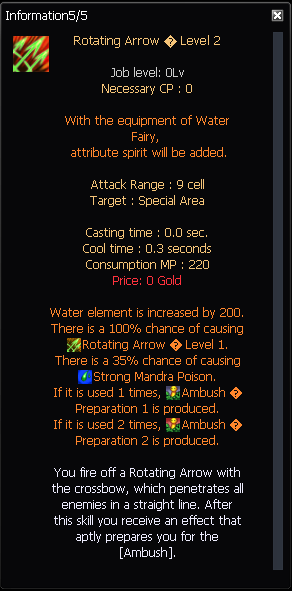 Information5/5
Rotating Arrow � Level 2
Job level: 0Lv
Necessary CP : 0
With the equipment of Water
Fairy,
attribute spirit will be added.
Attack Range : 9 cell
Target : Special Area
Casting time : 0.0 sec.
Cool time : 0.3 seconds
Consumption MP : 220
Price: 0 Gold
Water element is increased by 200.
There is a 100% chance of causing
Rotating Arrow � Level 1.
There is a 35% chance of causing
Strong Mandra Poison.
If it is used 1 times, Ambush �
Preparation 1 is produced.
If it is used 2 times, Ambush �
Preparation 2 is produced.
You fire off a Rotating Arrow with
the crossbow, which penetrates all
enemies in a straight line. After
this skill you receive an effect that
aptly prepares you for the
[Ambush].